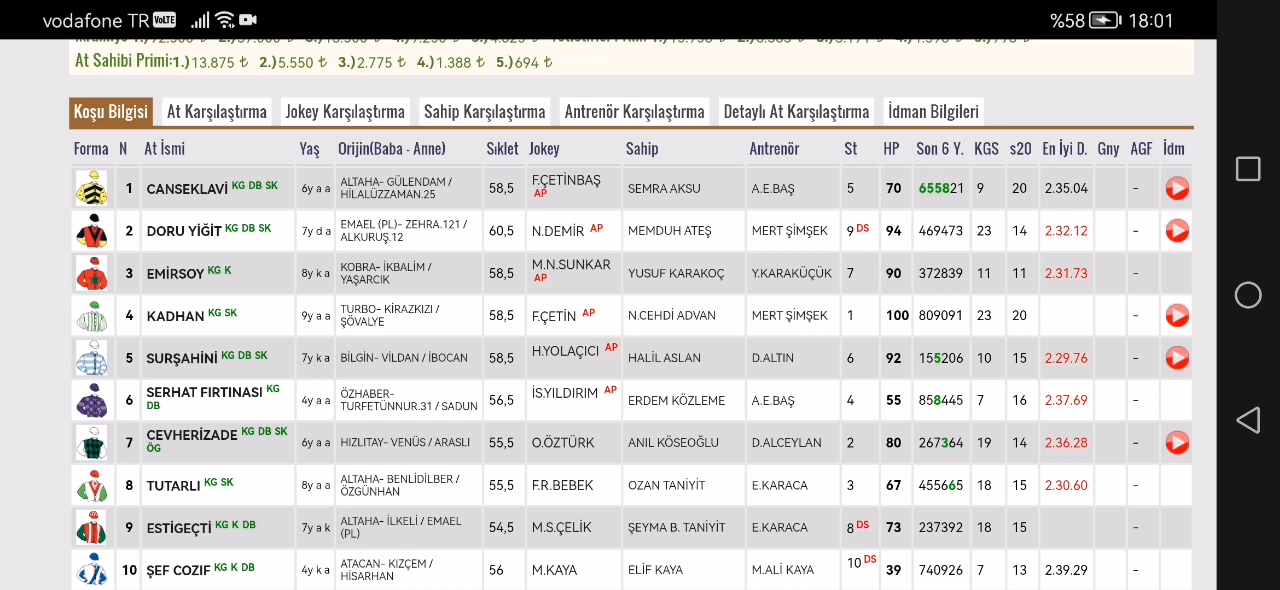 vodafone TR VoLTE %58 18:01
At Sahibi Primi:1.)13.875 ₺ 2.)5.550 ₺ 3.)2.775 ₺ 4.)1.388 ₺ 5.)694 ₺
Koşu Bilgisi At Karşılaştırma Jokey Karşılaştırma Sahip Karşılaştırma Antrenör Karşılaştırma Detaylı At Karşılaştırma İdman Bilgileri
Forma N At İsmi Yaş Orijin(Baba - Anne) Sıklet Jokey Sahip Antrenör St HP Son 6 Y. KGS s20 En İyi D. Gny AGF İdm
1 CANSEKLAVİ KG DB SK 6y a a ALTAHA- GÜLENDAM / HİLALÜZZAMAN.25 58,5 F.ÇETİNBAŞ AP SEMRA AKSU A.E.BAŞ 5 70 655821 9 20 2.35.04 -
2 DORU YİĞİT KG DB SK 7y d a EMAEL (PL)- ZEHRA.121 / ALKURUŞ.12 60,5 N.DEMİR AP MEMDUH ATEŞ MERT ŞİMŞEK 9 DS 94 469473 23 14 2.32.12 -
3 EMİRSOY KG K 8y k a KOBRA- İKBALİM / YAŞARCIK 58,5 M.N.SUNKAR AP YUSUF KARAKOÇ Y.KARAKÜÇÜK 7 90 372839 11 11 2.31.73 -
4 KADHAN KG SK 9y a a TURBO- KİRAZKIZI / ŞÖVALYE 58,5 F.ÇETİN AP N.CEHDİ ADVAN MERT ŞİMŞEK 1 100 809091 23 20 -
5 SURŞAHİNİ KG DB SK 7y k a BİLGİN- VİLDAN / İBOCAN 58,5 H.YOLAÇICI AP HALİL ASLAN D.ALTIN 6 92 155206 10 15 2.29.76 -
6 SERHAT FIRTINASI KG DB 4y a a ÖZHABER- TURFETÜNNUR.31 / SADUN 56,5 İS.YILDIRIM AP ERDEM KÖZLEME A.E.BAŞ 4 55 858445 7 16 2.37.69 -
7 CEVHERİZADE KG DB SK ÖG 6y a a HIZLITAY- VENÜS / ARASLI 55,5 O.ÖZTÜRK ANIL KÖSEOĞLU D.ALCEYLAN 2 80 267364 19 14 2.36.28 -
8 TUTARLI KG SK 8y a a ALTAHA- BENLİDİLBER / ÖZGÜNHAN 55,5 F.R.BEBEK OZAN TANİYİT E.KARACA 3 67 455665 18 15 2.30.60 -
9 ESTİGEÇTİ KG K DB 7y a k ALTAHA- İLKELİ / EMAEL (PL) 54,5 M.S.ÇELİK ŞEYMA B. TANİYİT E.KARACA 8 DS 73 237392 18 15 -
10 ŞEF COZIF KG K DB 4y k a ATACAN- KIZÇEM / HİSARHAN 56 M.KAYA ELİF KAYA M.ALİ KAYA 10 DS 39 740926 7 13 2.39.29 -